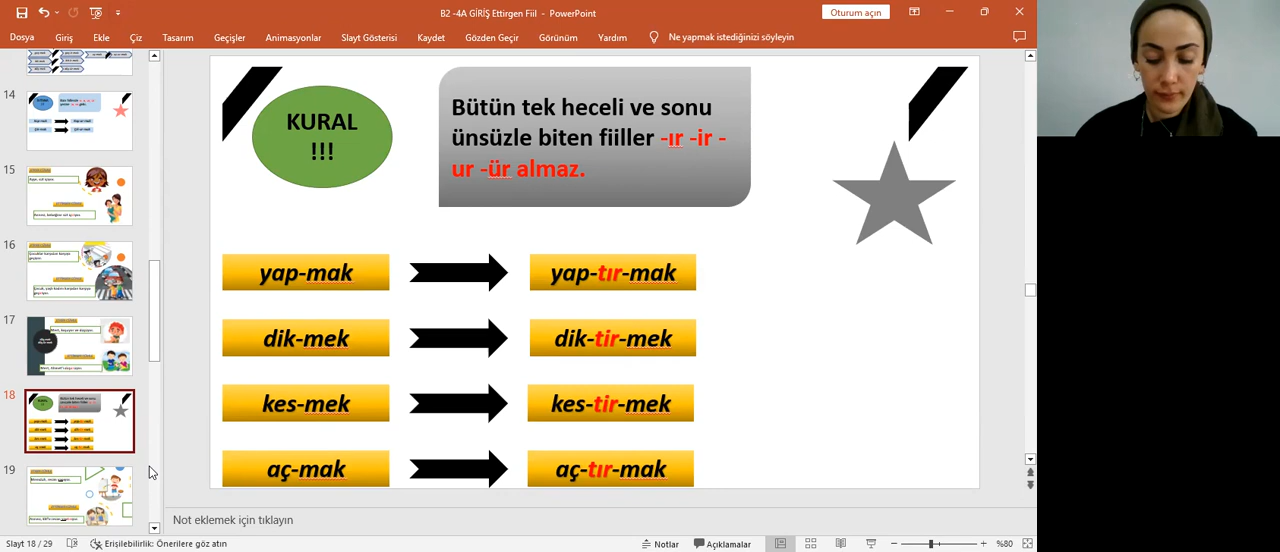 B2 -4A GİRİŞ Ettirgen Fiil - PowerPoint
Oturum açın
Dosya Giriş Ekle Çiz Tasarım Geçişler Animasyonlar Slayt Gösterisi Kaydet Gözden Geçir Görünüm Yardım Ne yapmak istediğinizi söyleyin
14
15
16
17
18
19
KURAL
!!!
Bütün tek heceli ve sonu
ünsüzle biten fiiller -ır -ir -
ur -ür almaz.
yap-mak
yap-tır-mak
dik-mek
dik-tir-mek
kes-mek
kes-tir-mek
aç-mak
aç-tır-mak
Not eklemek için tıklayın
Slayt 18 / 29
Erişilebilirlik: Önerilere göz atın
Notlar
Açıklamalar
%80